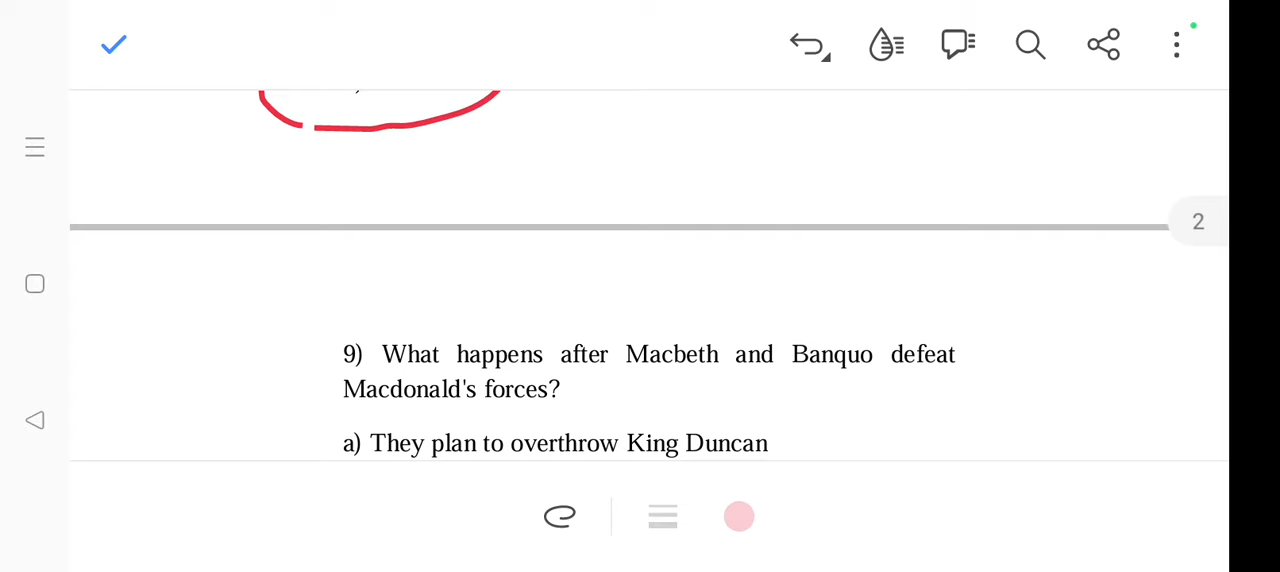 2
9) What happens after Macbeth and Banquo defeat
Macdonald's forces?
a) They plan to overthrow King Duncan